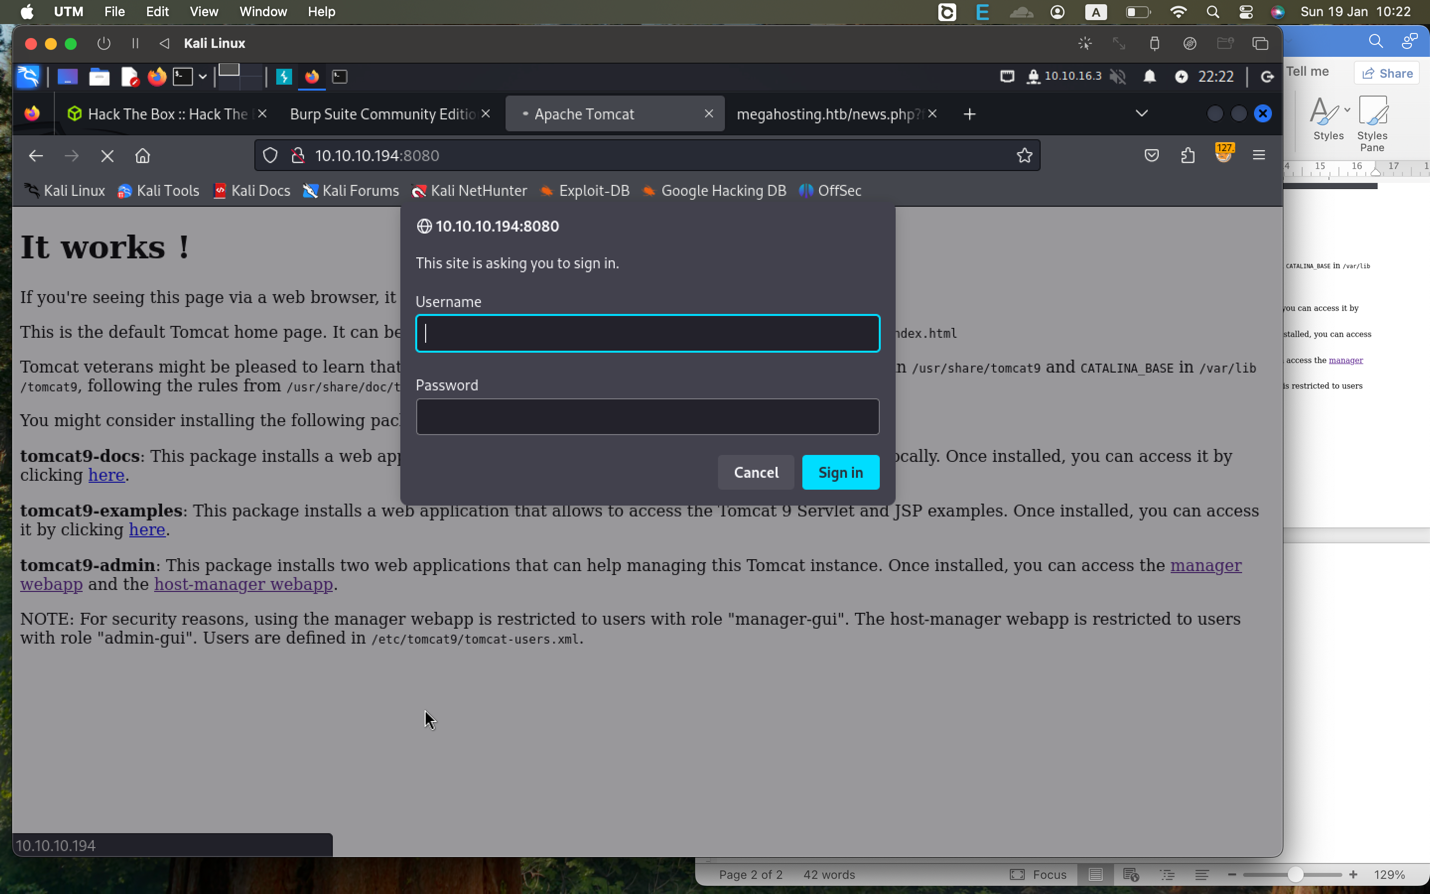 UTM File Edit View Window Help
A Sun 19 Jan 10:22
Kali Linux
10.10.16.3 22:22
Tell me Share
Hack The Box :: Hack The
Burp Suite Community Editio
Apache Tomcat
megahosting.htb/news.php?
10.10.10.194:8080
127.
Styles Styles
Pane
Kali Linux Kali Tools Kali Docs Kali Forums Kali NetHunter Exploit-DB Google Hacking DB OffSec
15 16 17
10.10.10.194:8080
This site is asking you to sign in.
Username
Password
Cancel Sign in
It works !
If you're seeing this page via a web browser, it
This is the default Tomcat home page. It can be ndex.html
Tomcat veterans might be pleased to learn that n /usr/share/tomcat9 and CATALINA_BASE in /var/lib
/tomcat9, following the rules from /usr/share/doc/t
You might consider installing the following pac
tomcat9-docs: This package installs a web app ocally. Once installed, you can access it by
clicking here.
tomcat9-examples: This package installs a web application that allows to access the Tomcat 9 Servlet and JSP examples. Once installed, you can access
it by clicking here.
tomcat9-admin: This package installs two web applications that can help managing this Tomcat instance. Once installed, you can access the manager
webapp and the host-manager webapp.
NOTE: For security reasons, using the manager webapp is restricted to users with role "manager-gui". The host-manager webapp is restricted to users
with role "admin-gui". Users are defined in /etc/tomcat9/tomcat-users.xml.
10.10.10.194
CATALINA_BASE in /var/lib
you can access it by
stalled, you can access
access the manager
is restricted to users
Page 2 of 2 42 words Focus 129%